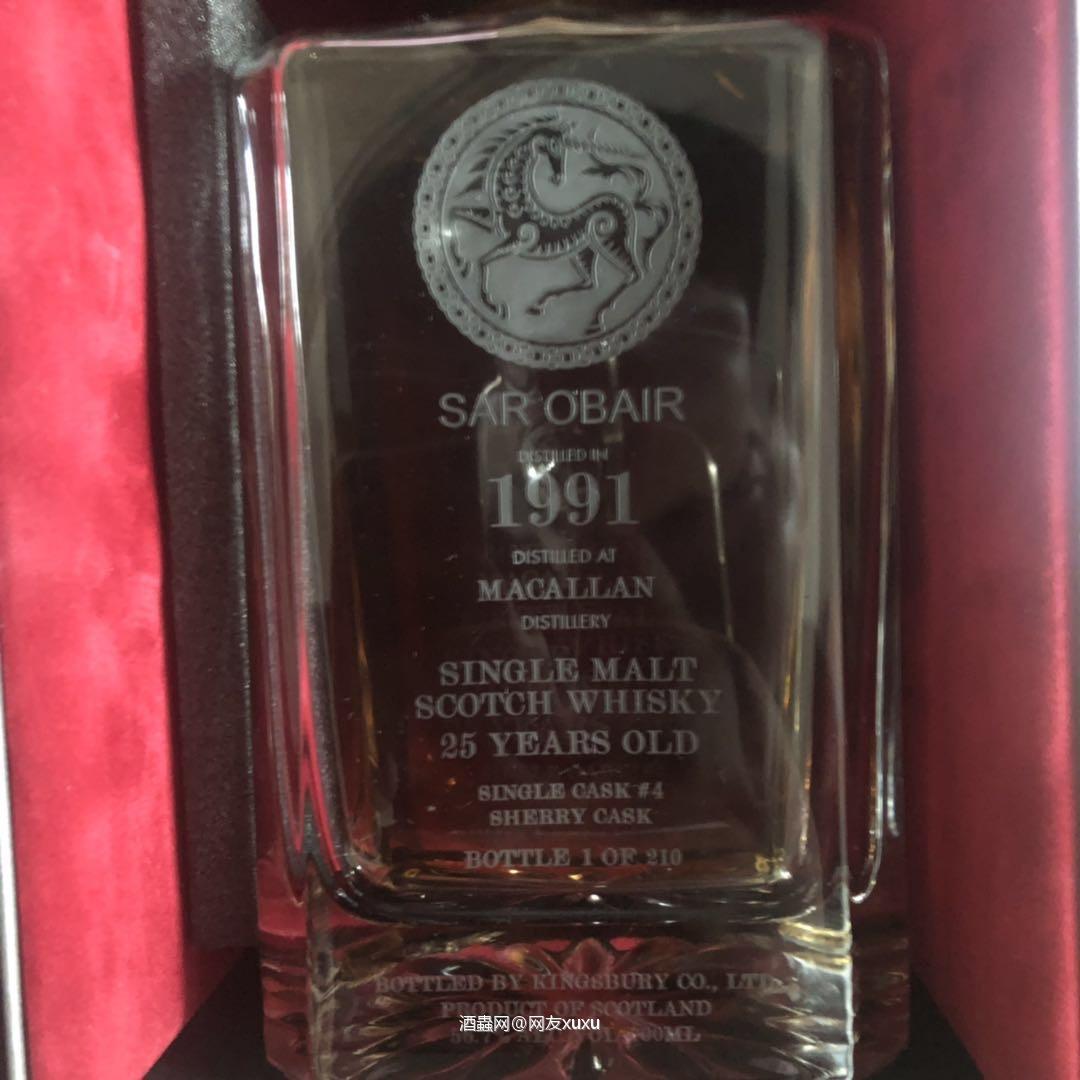 SAR OBAIR
DISTILLED IN
1991
DISTILLED AT
MACALLAN
DISTILLERY
SINGLE MALT
SCOTCH WHISKY
25 YEARS OLD
SINGLE CASK #4
SHERRY CASK
BOTTLE 1 OF 210
BOTTLED BY KINGSBURY CO., LTD
PRODUCT OF SCOTLAND
酒蟲网@网友xuxu